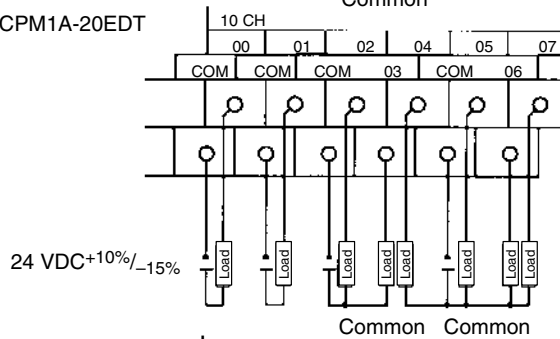 Common
CPM1A-20EDT
10 CH
00 01 02 04 05 07
COM COM COM 03 COM 06
24 VDC+10%/–15%
Load Load Load Load Load Load Load Load
Common Common